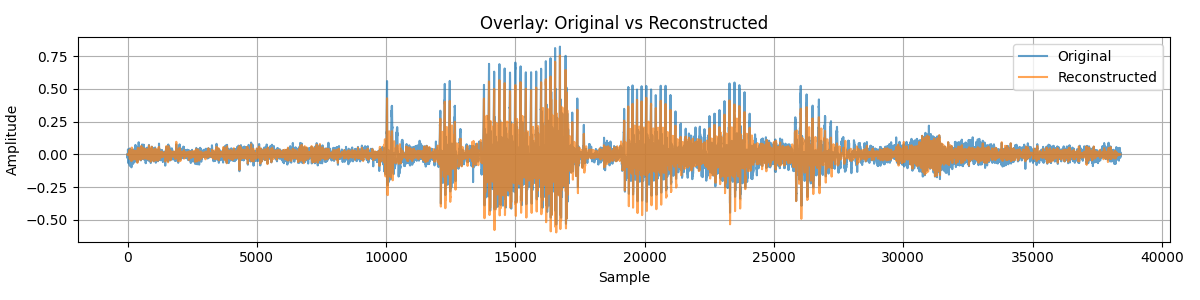 Overlay: Original vs Reconstructed
Amplitude
0.75
0.50
0.25
0.00
−0.25
−0.50
Original
Reconstructed
0 5000 10000 15000 20000 25000 30000 35000 40000
Sample